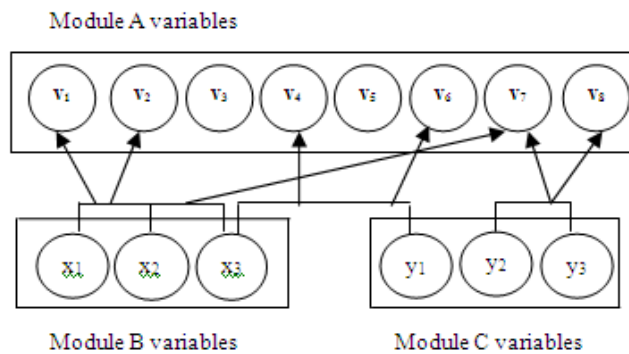 Module A variables
v₁ v₂ v₃ v₄ v₅ v₆ v₇ v₈
x1 x2 x3 y1 y2 y3
Module B variables Module C variables